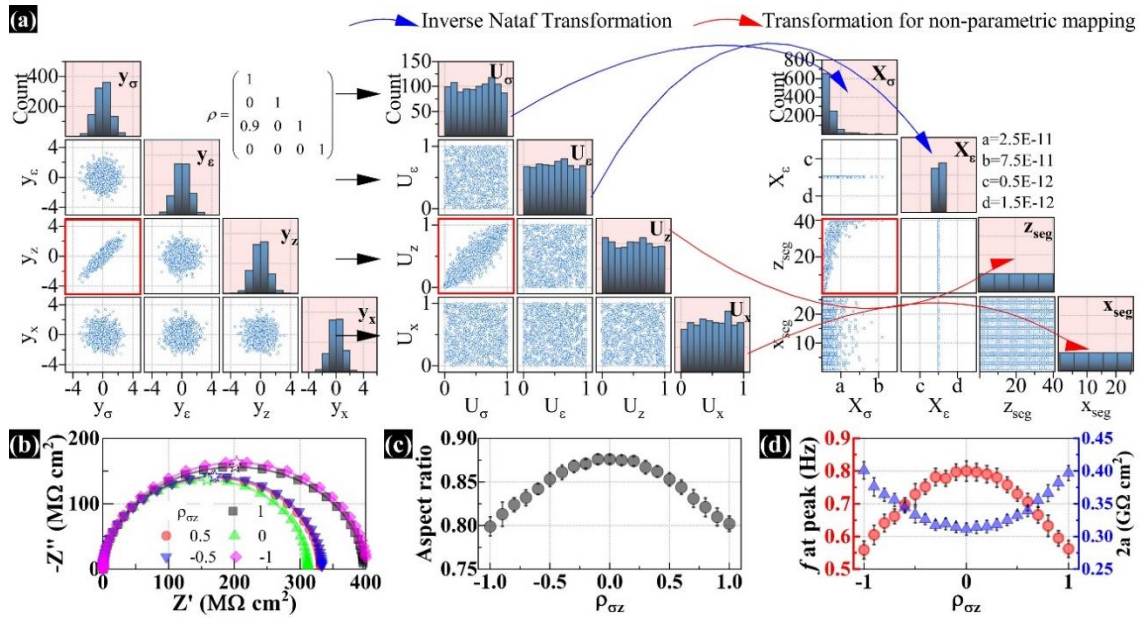 (a)
Inverse Nataf Transformation
Transformation for non-parametric mapping
Count
400
200
y_σ
ρ =
1
0 1
0.9 0 1
0 0 0 1
y_ε
4
0
-4
y_ε
y_z
4
0
-4
y_z
y_x
4
0
-4
y_x
-4 0 4
-4 0 4
-4 0 4
-4 0 4
y_σ
y_ε
y_z
y_x
Count
150
100
50
0
U_σ
U_ε
1
0
U_ε
U_z
1
0
U_z
U_x
1
0
U_x
0 1
0 1
0 1
0 1
U_σ
U_ε
U_z
U_x
Count
800
600
400
200
0
X_σ
X_ε
c
d
X_ε
a=2.5E-11
b=7.5E-11
c=0.5E-12
d=1.5E-12
z_seg
40
20
z_seg
x_seg
20
10
x_seg
a b
c d
20 40
10 20
X_σ
X_ε
z_seg
x_seg
(b)
-Z'' (MΩ cm²)
200
100
0
ρ_σz
1
0.5
0
-0.5
-1
0 100 200 300 400
Z' (MΩ cm²)
(c)
Aspect ratio
0.90
0.85
0.80
0.75
-1.0 -0.5 0.0 0.5 1.0
ρ_σz
(d)
f at peak (Hz)
0.9
0.8
0.7
0.6
0.5
0.45
0.40
0.35
0.30
0.25
2a (GΩ cm²)
-1 0 1
ρ_σz